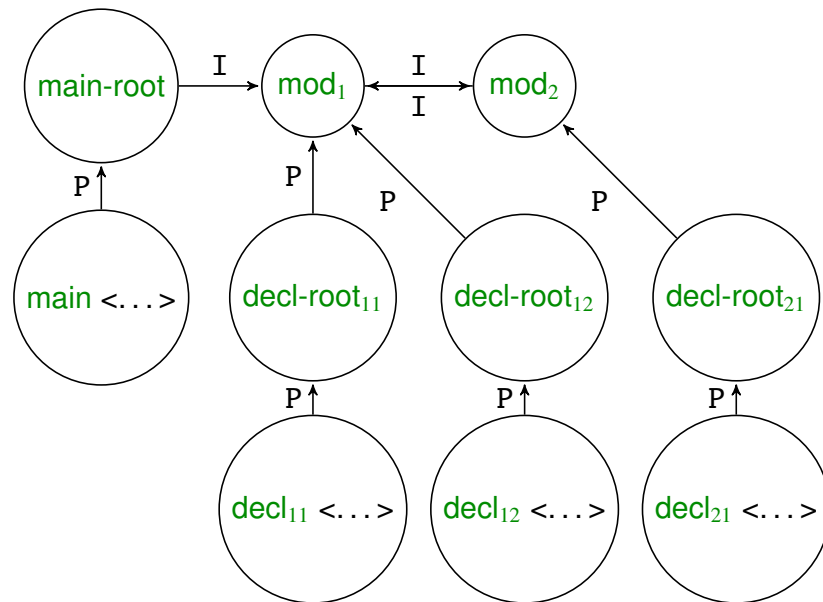 main-root I mod₁ I mod₂
I
P P P P
main <...> decl-root₁₁ decl-root₁₂ decl-root₂₁
P P P
decl₁₁ <...> decl₁₂ <...> decl₂₁ <...>